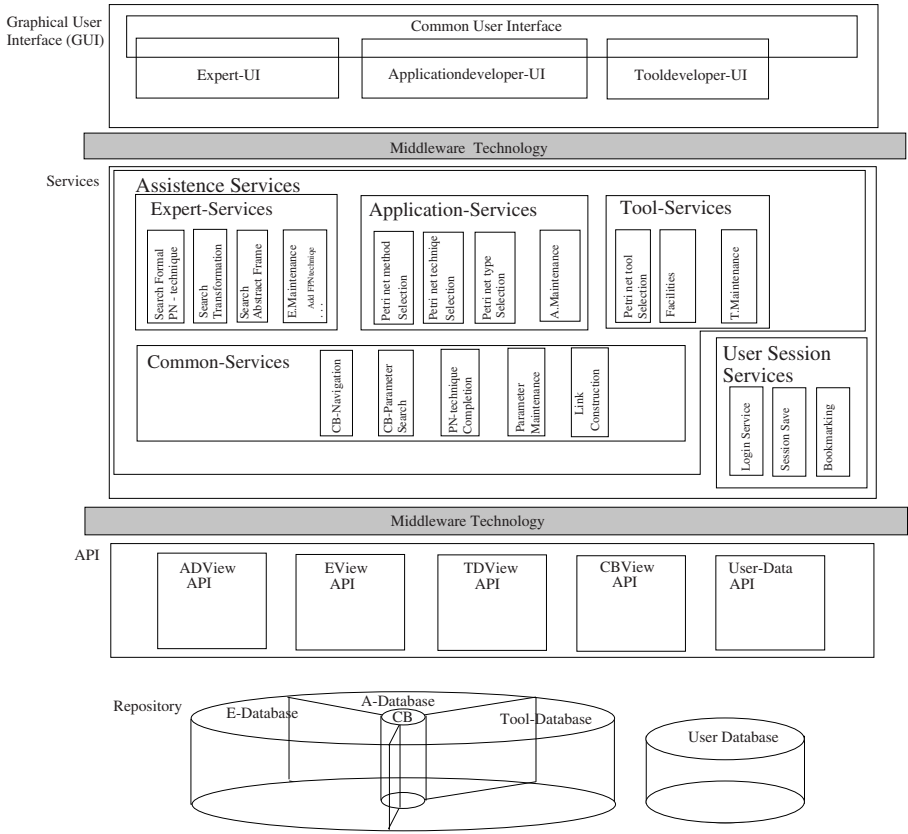 Graphical User
Interface (GUI)
Common User Interface
Expert-UI
Applicationdeveloper-UI
Tooldeveloper-UI
Middleware Technology
Services
Assistence Services
Expert-Services
Search Formal
PN - technique
Search
Transformation
Search
Abstract Frame
E.Maintenance
Add FPNtechniqe
. . .
Application-Services
Petri net method
Selection
Petri net techniqe
Selection
Petri net type
Selection
A.Maintenance
Tool-Services
Petri net tool
Selection
Facilities
T.Maintenance
Common-Services
CB-Navigation
CB-Parameter
Search
PN-technique
Completion
Parameter
Maintenance
Link
Construction
User Session
Services
Login Service
Session Save
Bookmarking
Middleware Technology
API
ADView
API
EView
API
TDView
API
CBView
API
User-Data
API
Repository
E-Database
A-Database
CB
Tool-Database
User Database